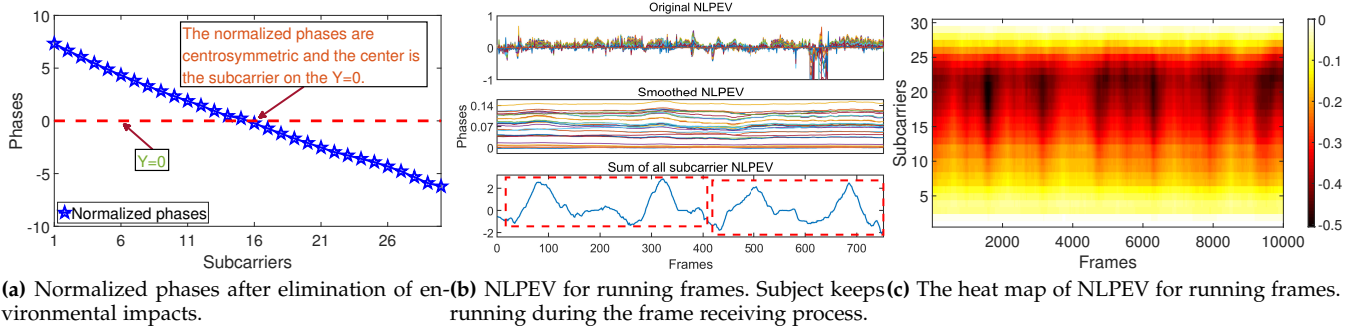 10
5
0
-5
-10
Phases
The normalized phases are
centrosymmetric and the center is
the subcarrier on the Y=0.
Y=0
Normalized phases
1 6 11 16 21 26
Subcarriers
Original NLPEV
1
0
1
Smoothed NLPEV
0.14
0.07
0
Phases
Sum of all subcarrier NLPEV
2
0
-2
0 100 200 300 400 500 600 700
Frames
30
25
20
15
10
5
Subcarriers
2000 4000 6000 8000 10000
Frames
0
-0.1
-0.2
-0.3
-0.4
-0.5
(a) Normalized phases after elimination of en-
vironmental impacts.
(b) NLPEV for running frames. Subject keeps
running during the frame receiving process.
(c) The heat map of NLPEV for running frames.